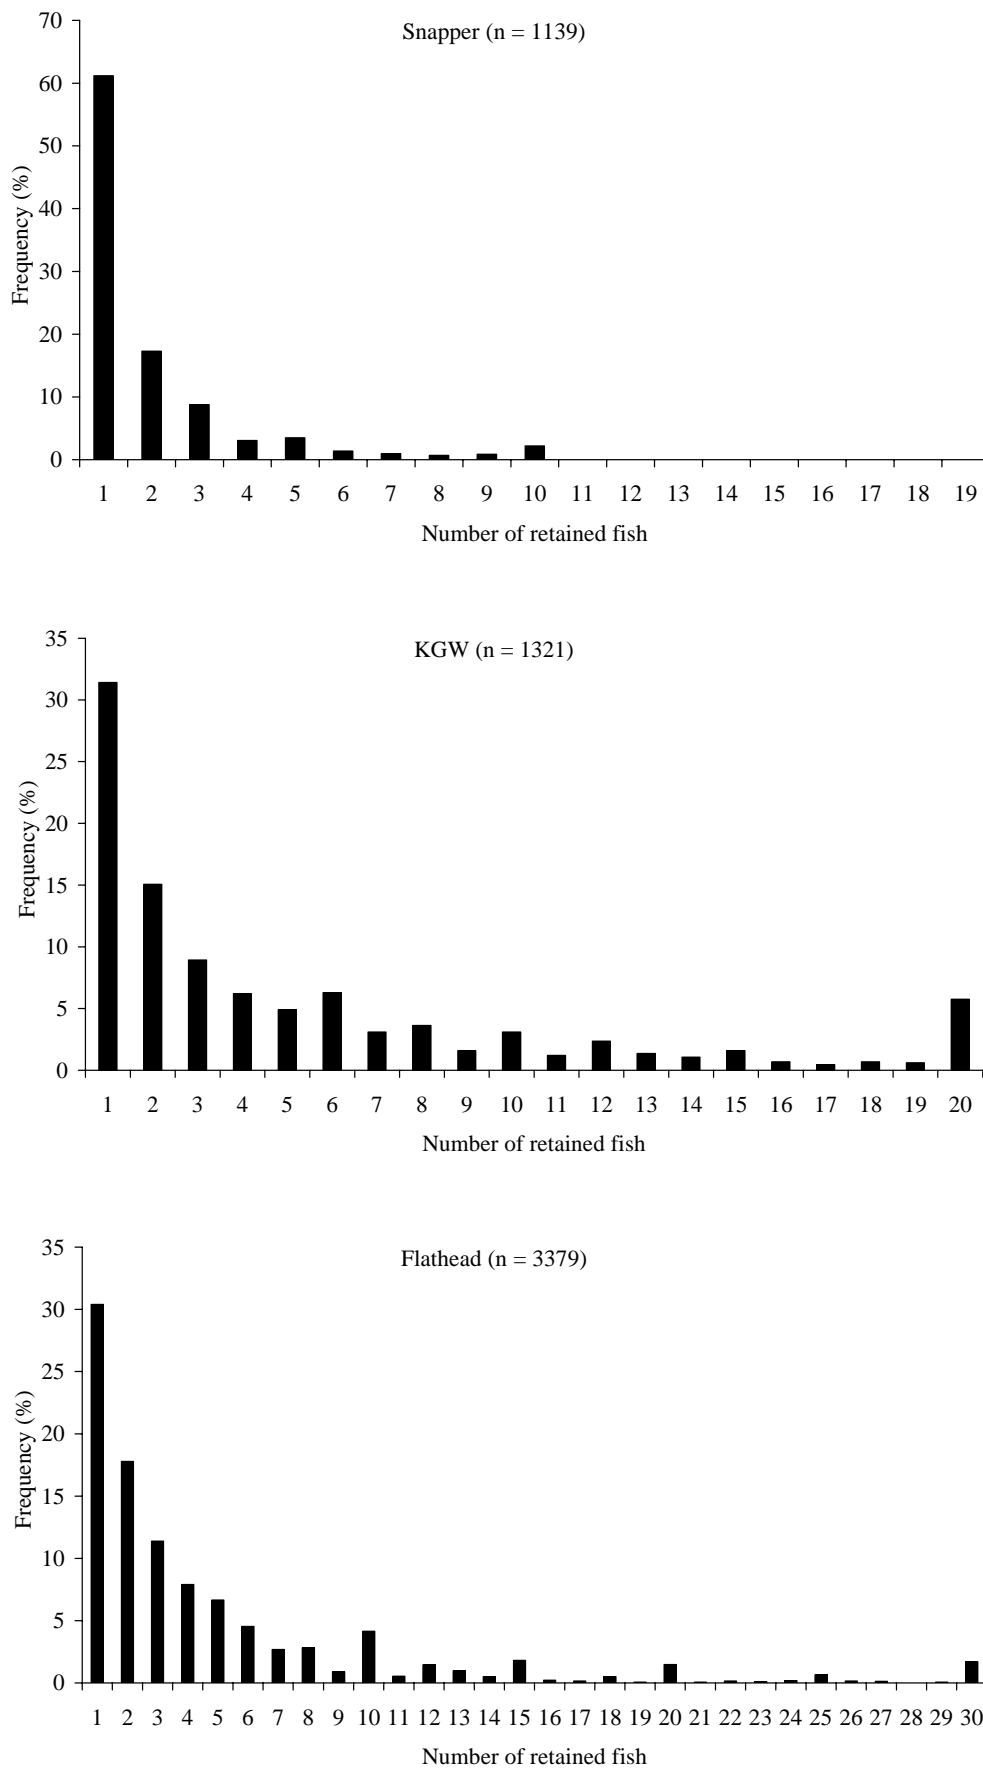 Snapper (n = 1139)
70
60
50
40
30
20
10
0
Frequency (%)
1 2 3 4 5 6 7 8 9 10 11 12 13 14 15 16 17 18 19
Number of retained fish
KGW (n = 1321)
35
30
25
20
15
10
5
0
Frequency (%)
1 2 3 4 5 6 7 8 9 10 11 12 13 14 15 16 17 18 19 20
Number of retained fish
Flathead (n = 3379)
35
30
25
20
15
10
5
0
Frequency (%)
1 2 3 4 5 6 7 8 9 10 11 12 13 14 15 16 17 18 19 20 21 22 23 24 25 26 27 28 29 30
Number of retained fish